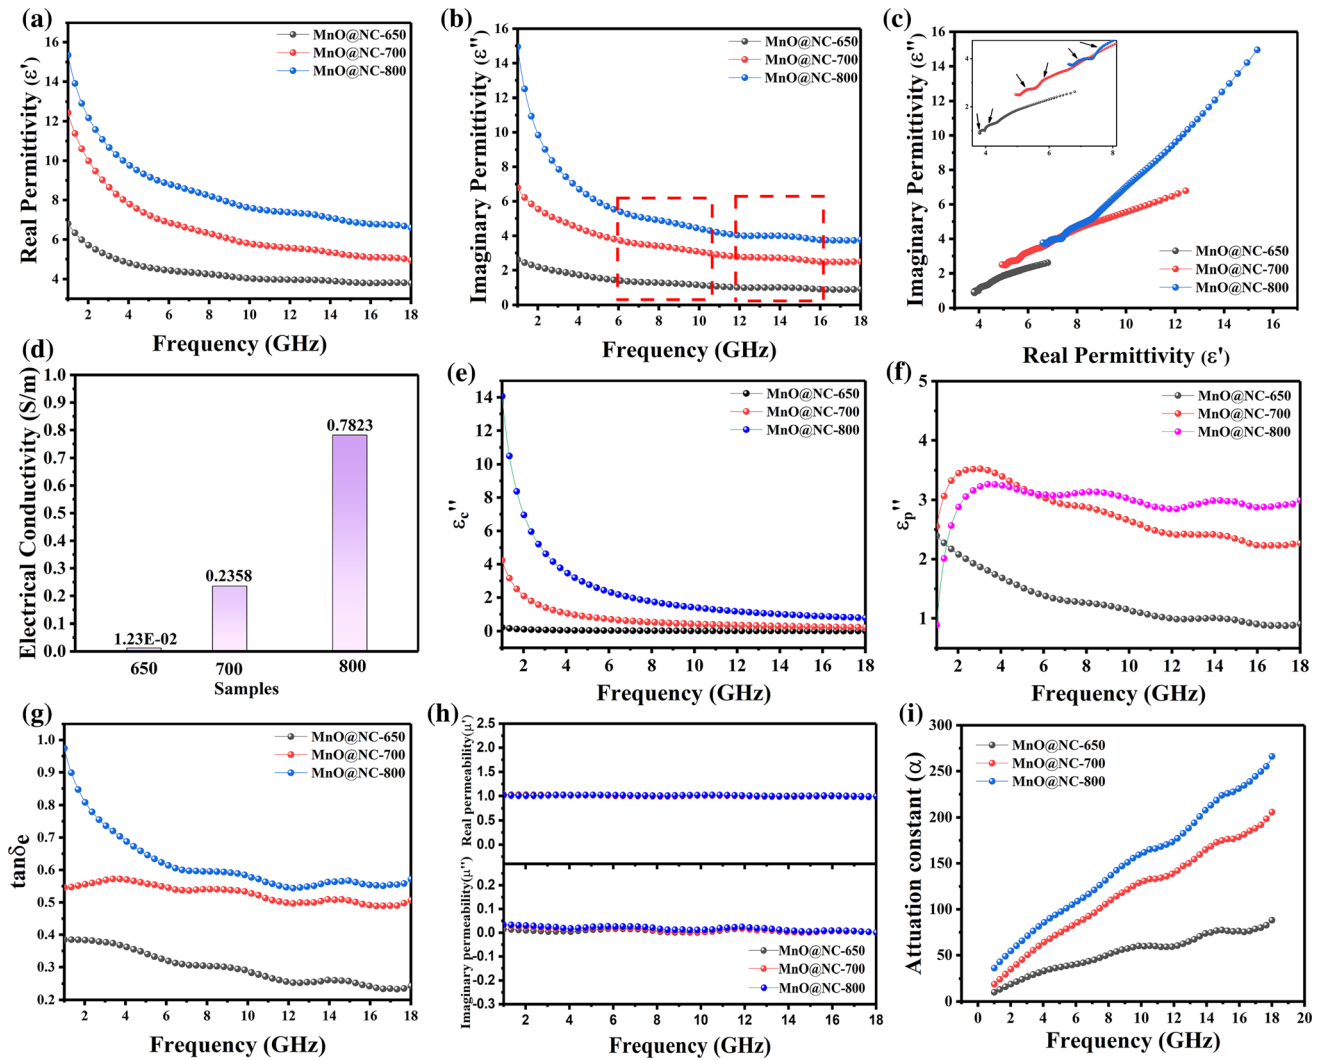 (a)
MnO@NC-650
MnO@NC-700
MnO@NC-800
Real Permittivity (ε')
16
14
12
10
8
6
4
2 4 6 8 10 12 14 16 18
Frequency (GHz)
(b)
MnO@NC-650
MnO@NC-700
MnO@NC-800
Imaginary Permittivity (ε'')
16
14
12
10
8
6
4
2
0
2 4 6 8 10 12 14 16 18
Frequency (GHz)
(c)
4
2
4 6 8
MnO@NC-650
MnO@NC-700
MnO@NC-800
Imaginary Permittivity (ε'')
16
14
12
10
8
6
4
2
0
4 6 8 10 12 14 16
Real Permittivity (ε')
(d)
Electrical Conductivity (S/m)
1.0
0.9
0.8
0.7
0.6
0.5
0.4
0.3
0.2
0.1
0.0
1.23E-02
0.2358
0.7823
650 700 800
Samples
(e)
MnO@NC-650
MnO@NC-700
MnO@NC-800
εc''
14
12
10
8
6
4
2
0
2 4 6 8 10 12 14 16 18
Frequency (GHz)
(f)
MnO@NC-650
MnO@NC-700
MnO@NC-800
εp''
5
4
3
2
1
2 4 6 8 10 12 14 16 18
Frequency (GHz)
(g)
MnO@NC-650
MnO@NC-700
MnO@NC-800
tanδe
1.0
0.9
0.8
0.7
0.6
0.5
0.4
0.3
0.2
2 4 6 8 10 12 14 16 18
Frequency (GHz)
(h)
Real permeability(μ')
2.5
2.0
1.5
1.0
0.5
0.0
Imaginary permeability(μ'')
0.2
0.1
0.0
-0.1
-0.2
-0.3
MnO@NC-650
MnO@NC-700
MnO@NC-800
2 4 6 8 10 12 14 16 18
Frequency (GHz)
(i)
MnO@NC-650
MnO@NC-700
MnO@NC-800
Attuation constant (α)
300
250
200
150
100
50
0
0 2 4 6 8 10 12 14 16 18 20
Frequency (GHz)